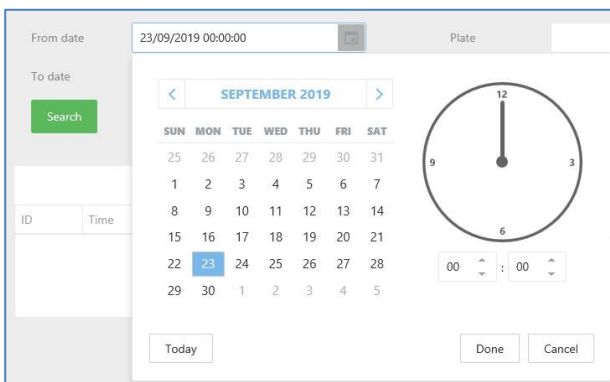 From date 23/09/2019 00:00:00 Plate
To date
Search
ID Time
SEPTEMBER 2019
SUN MON TUE WED THU FRI SAT
25 26 27 28 29 30 31
1 2 3 4 5 6 7
8 9 10 11 12 13 14
15 16 17 18 19 20 21
22 23 24 25 26 27 28
29 30 1 2 3 4 5
12
9 3
6
00 : 00
Today Done Cancel